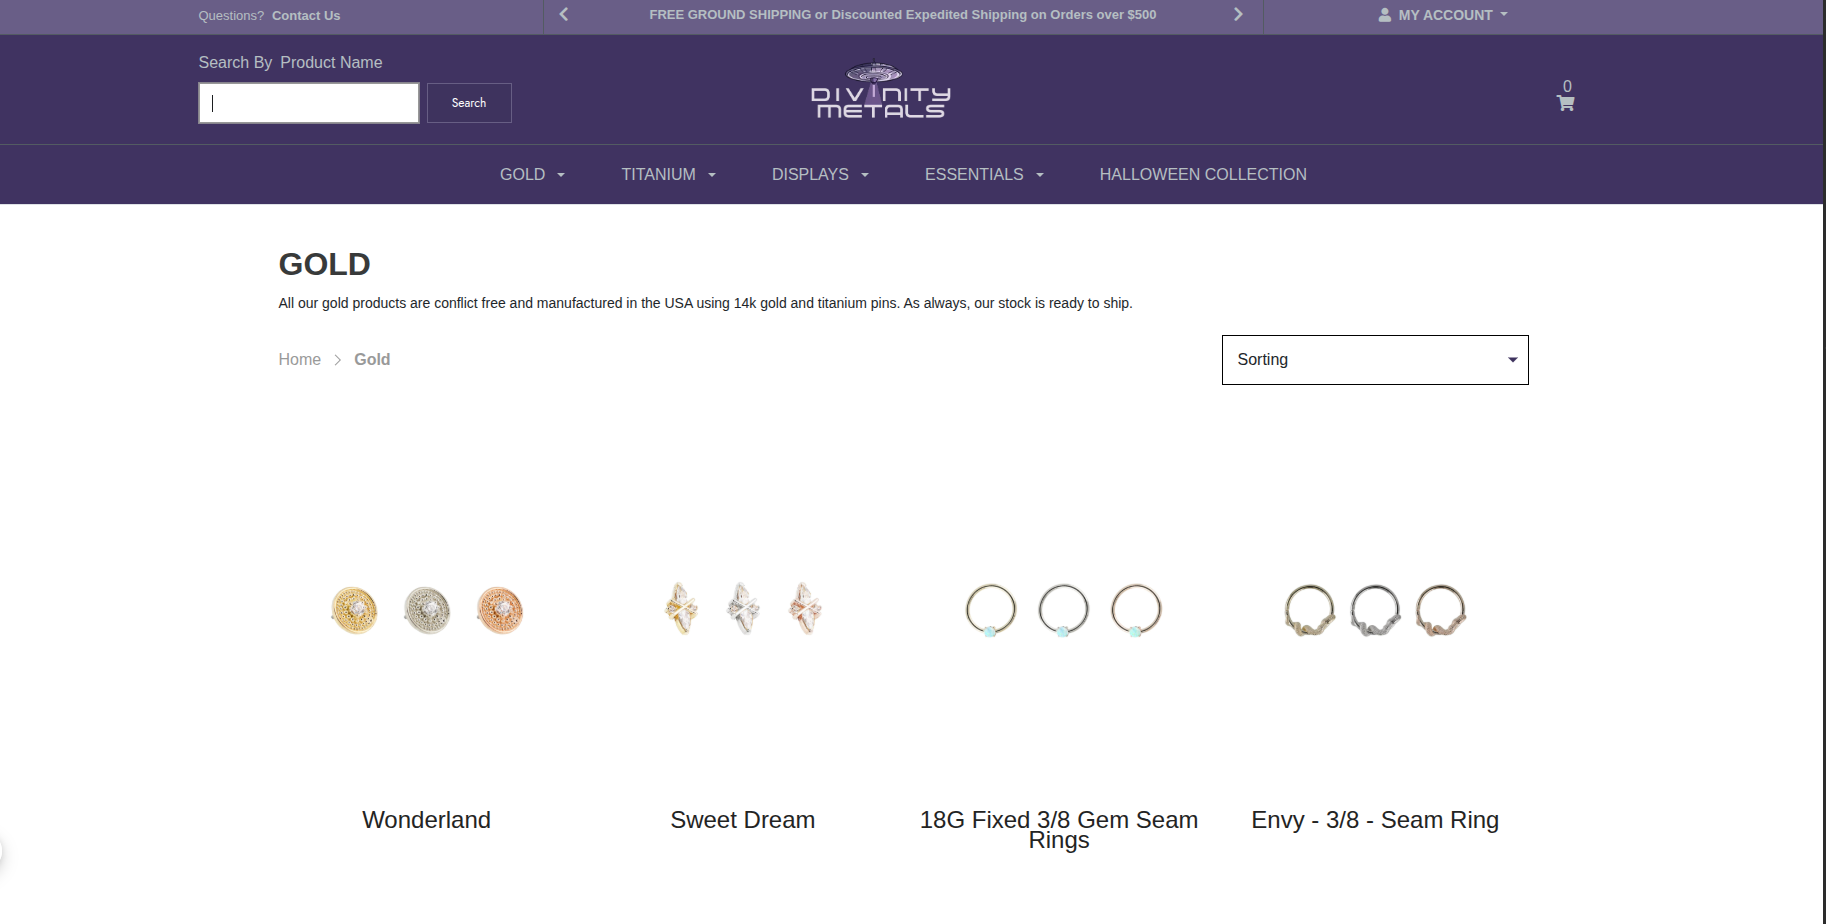 Questions? Contact Us
FREE GROUND SHIPPING or Discounted Expedited Shipping on Orders over $500
MY ACCOUNT
Search By Product Name
Search
DIVINITY
METALS
0
GOLD
TITANIUM
DISPLAYS
ESSENTIALS
HALLOWEEN COLLECTION
GOLD
All our gold products are conflict free and manufactured in the USA using 14k gold and titanium pins. As always, our stock is ready to ship.
Home > Gold
Sorting
Wonderland
Sweet Dream
18G Fixed 3/8 Gem Seam
Rings
Envy - 3/8 - Seam Ring